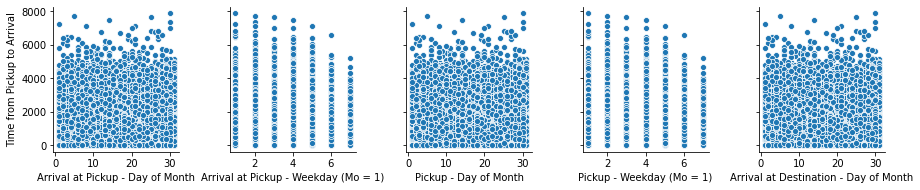 Time from Pickup to Arrival
8000
6000
4000
2000
0
0 10 20 30
Arrival at Pickup - Day of Month
2 4 6
Arrival at Pickup - Weekday (Mo = 1)
0 10 20 30
Pickup - Day of Month
2 4 6
Pickup - Weekday (Mo = 1)
0 10 20 30
Arrival at Destination - Day of Month